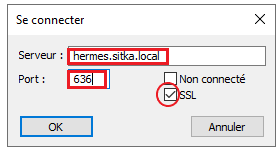 Se connecter
Serveur : hermes.sitka.local
Port : 636 Non connecté
SSL
OK Annuler